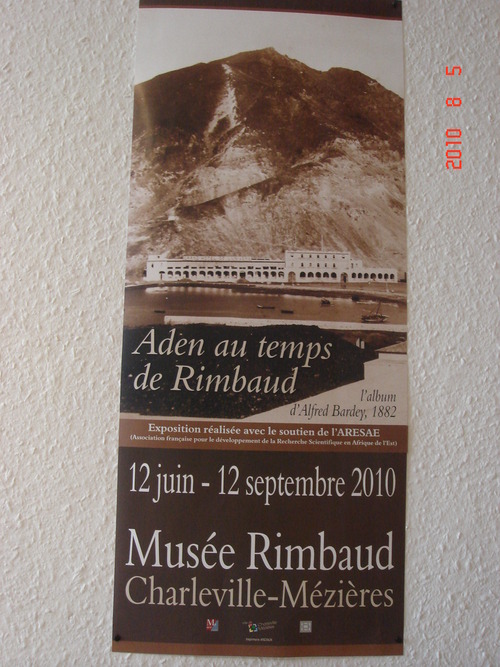 Aden au temps
de Rimbaud
l'album
d'Alfred Bardey, 1882
Exposition réalisée avec le soutien de l'ARESAE
(Association française pour le développement de la Recherche Scientifique en Afrique de l'Est)
12 juin - 12 septembre 2010
Musée Rimbaud
Charleville-Mézières
2010 8 5